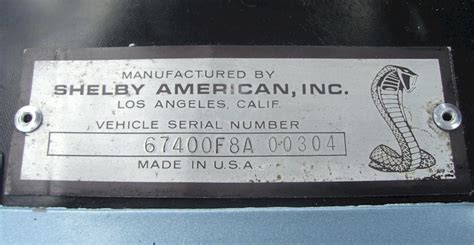 MANUFACTURED BY
SHELBY AMERICAN, INC.
LOS ANGELES, CALIF.
VEHICLE SERIAL NUMBER
67400F8A 00304
MADE IN U.S.A.